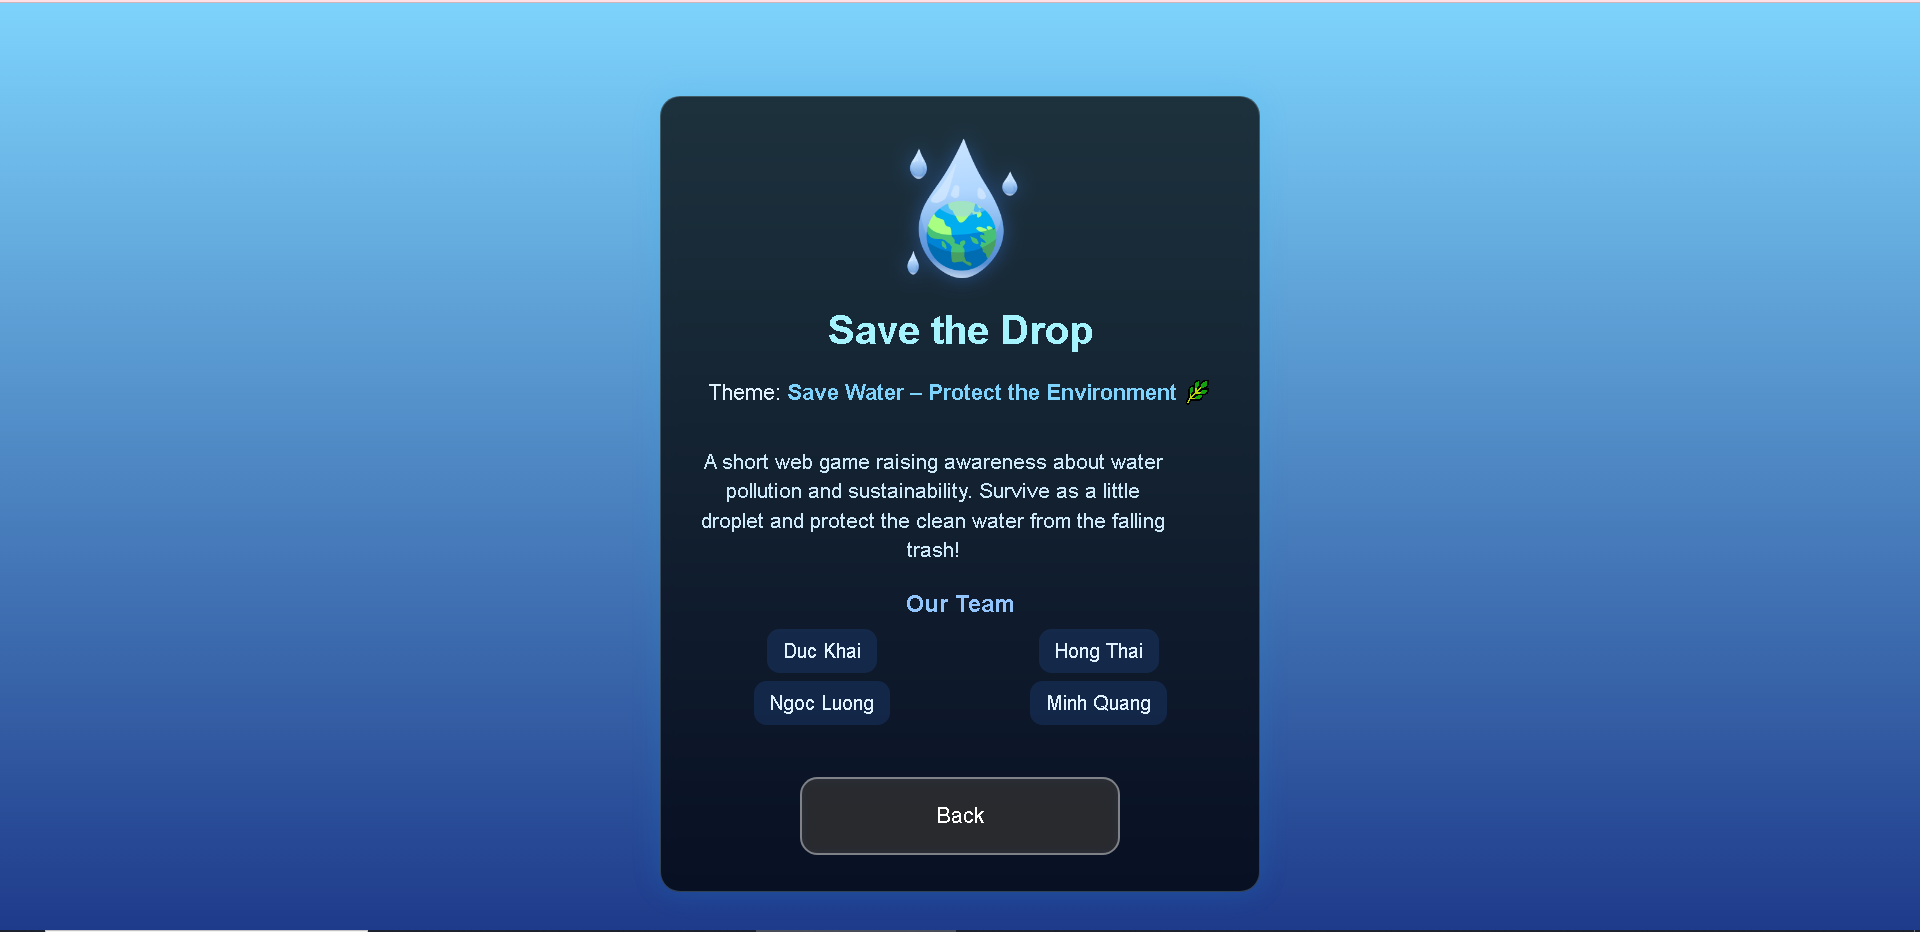 Save the Drop
Theme: Save Water – Protect the Environment 🌿
A short web game raising awareness about water
pollution and sustainability. Survive as a little
droplet and protect the clean water from the falling
trash!
Our Team
Duc Khai
Hong Thai
Ngoc Luong
Minh Quang
Back